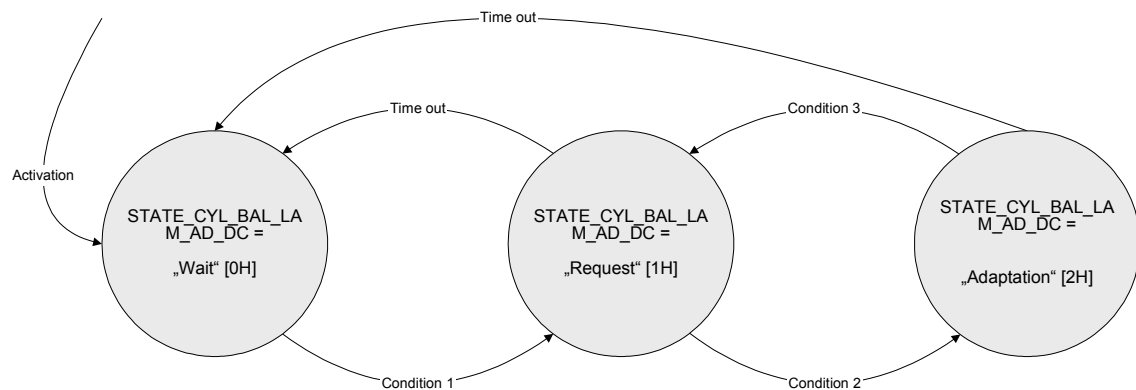 Time out
Time out
Condition 3
Activation
STATE_CYL_BAL_LA
M_AD_DC =
„Wait“ [0H]
STATE_CYL_BAL_LA
M_AD_DC =
„Request“ [1H]
STATE_CYL_BAL_LA
M_AD_DC =
„Adaptation“ [2H]
Condition 1
Condition 2